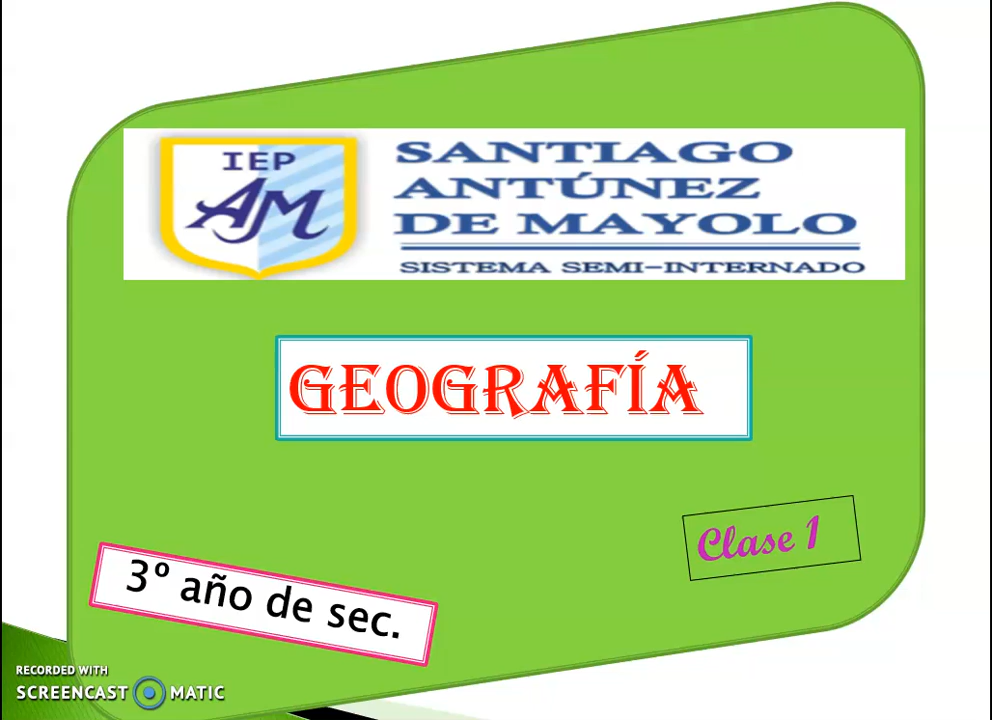 IEP
AM
SANTIAGO
ANTÚNEZ
DE MAYOLO
SISTEMA SEMI-INTERNADO
GEOGRAFÍA
Clase 1
3º año de sec.
RECORDED WITH
SCREENCAST MATIC